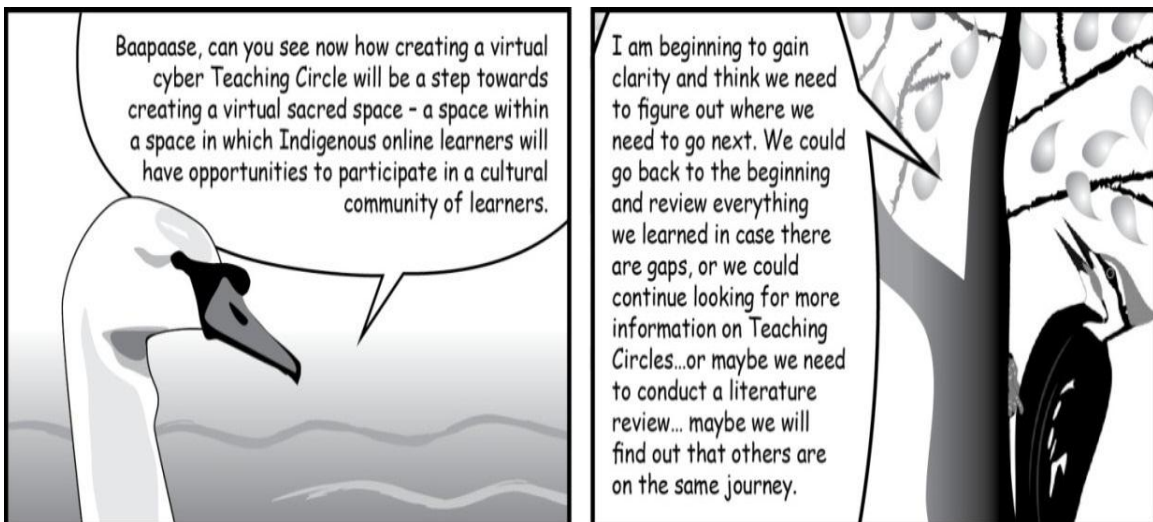 Baapaase, can you see now how creating a virtual
cyber Teaching Circle will be a step towards
creating a virtual sacred space – a space within
a space in which Indigenous online learners will
have opportunities to participate in a cultural
community of learners.
I am beginning to gain
clarity and think we need
to figure out where we
need to go next. We could
go back to the beginning
and review everything
we learned in case there
are gaps, or we could
continue looking for more
information on Teaching
Circles...or maybe we need
to conduct a literature
review... maybe we will
find out that others are
on the same journey.